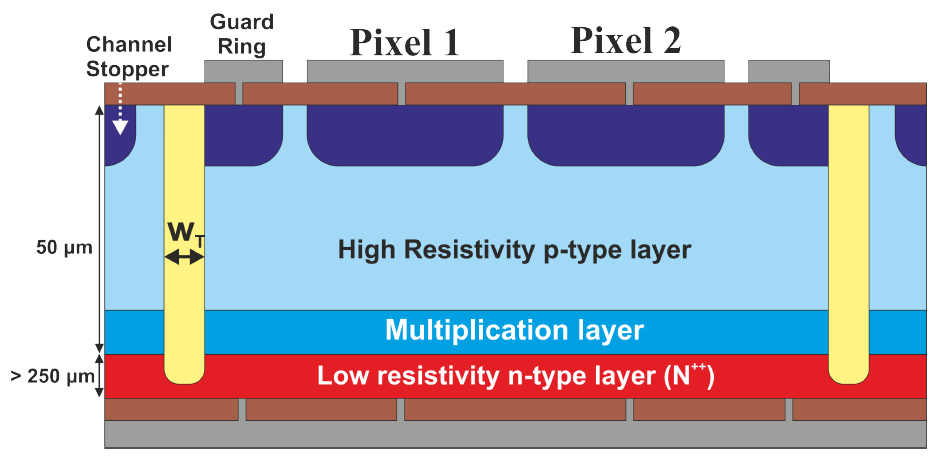 Guard
Ring
Pixel 1
Pixel 2
Channel
Stopper
50 µm
W_T
High Resistivity p-type layer
Multiplication layer
> 250 µm
Low resistivity n-type layer (N⁺⁺)